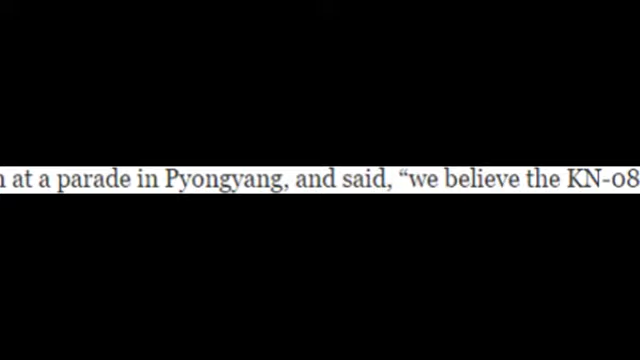 at a parade in Pyongyang, and said, “we believe the KN-08